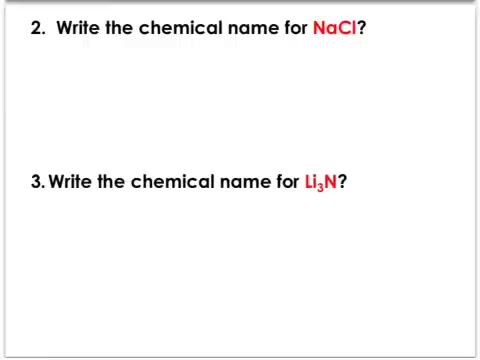 2. Write the chemical name for NaCl?
3. Write the chemical name for Li₃N?